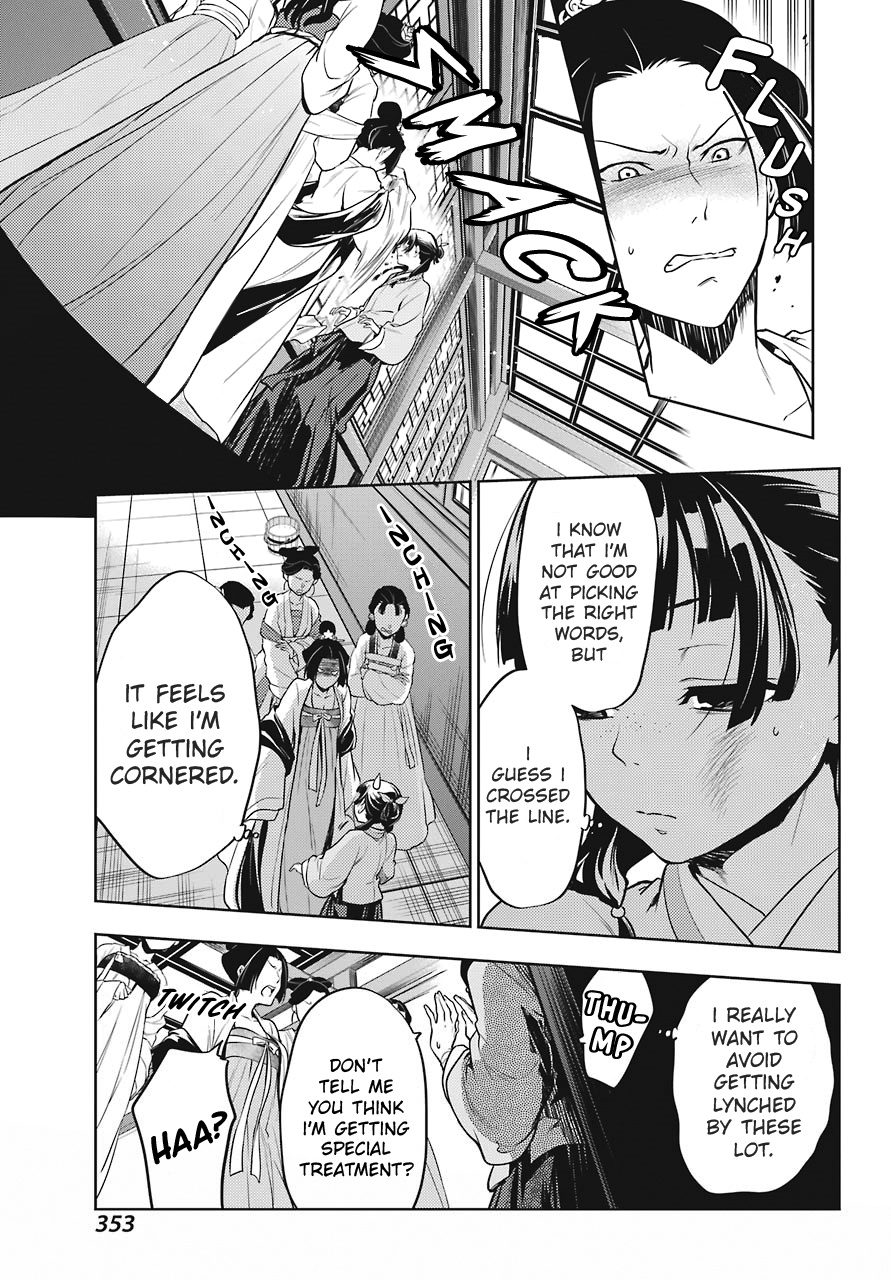 FLUSH
SMACK
I KNOW
THAT I'M
NOT GOOD
AT PICKING
THE RIGHT
WORDS,
BUT
I
GUESS I
CROSSED
THE LINE.
INCHING
INCHING
IT FEELS
LIKE I'M
GETTING
CORNERED.
I REALLY
WANT TO
AVOID
GETTING
LYNCHED
BY THESE
LOT.
THU-
MP
DON'T
TELL ME
YOU THINK
I'M GETTING
SPECIAL
TREATMENT?
TWITCH
HAA?
353